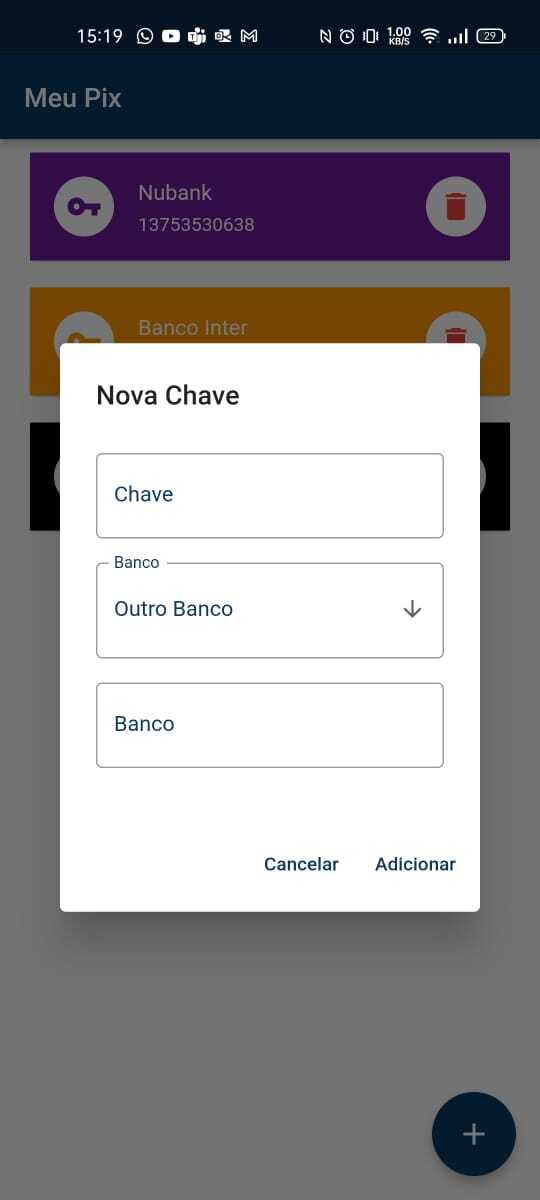 15:19 1.00 KB/S 29
Meu Pix
Nubank
13753530638
Banco Inter
Nova Chave
Chave
Banco
Outro Banco
Banco
Cancelar Adicionar